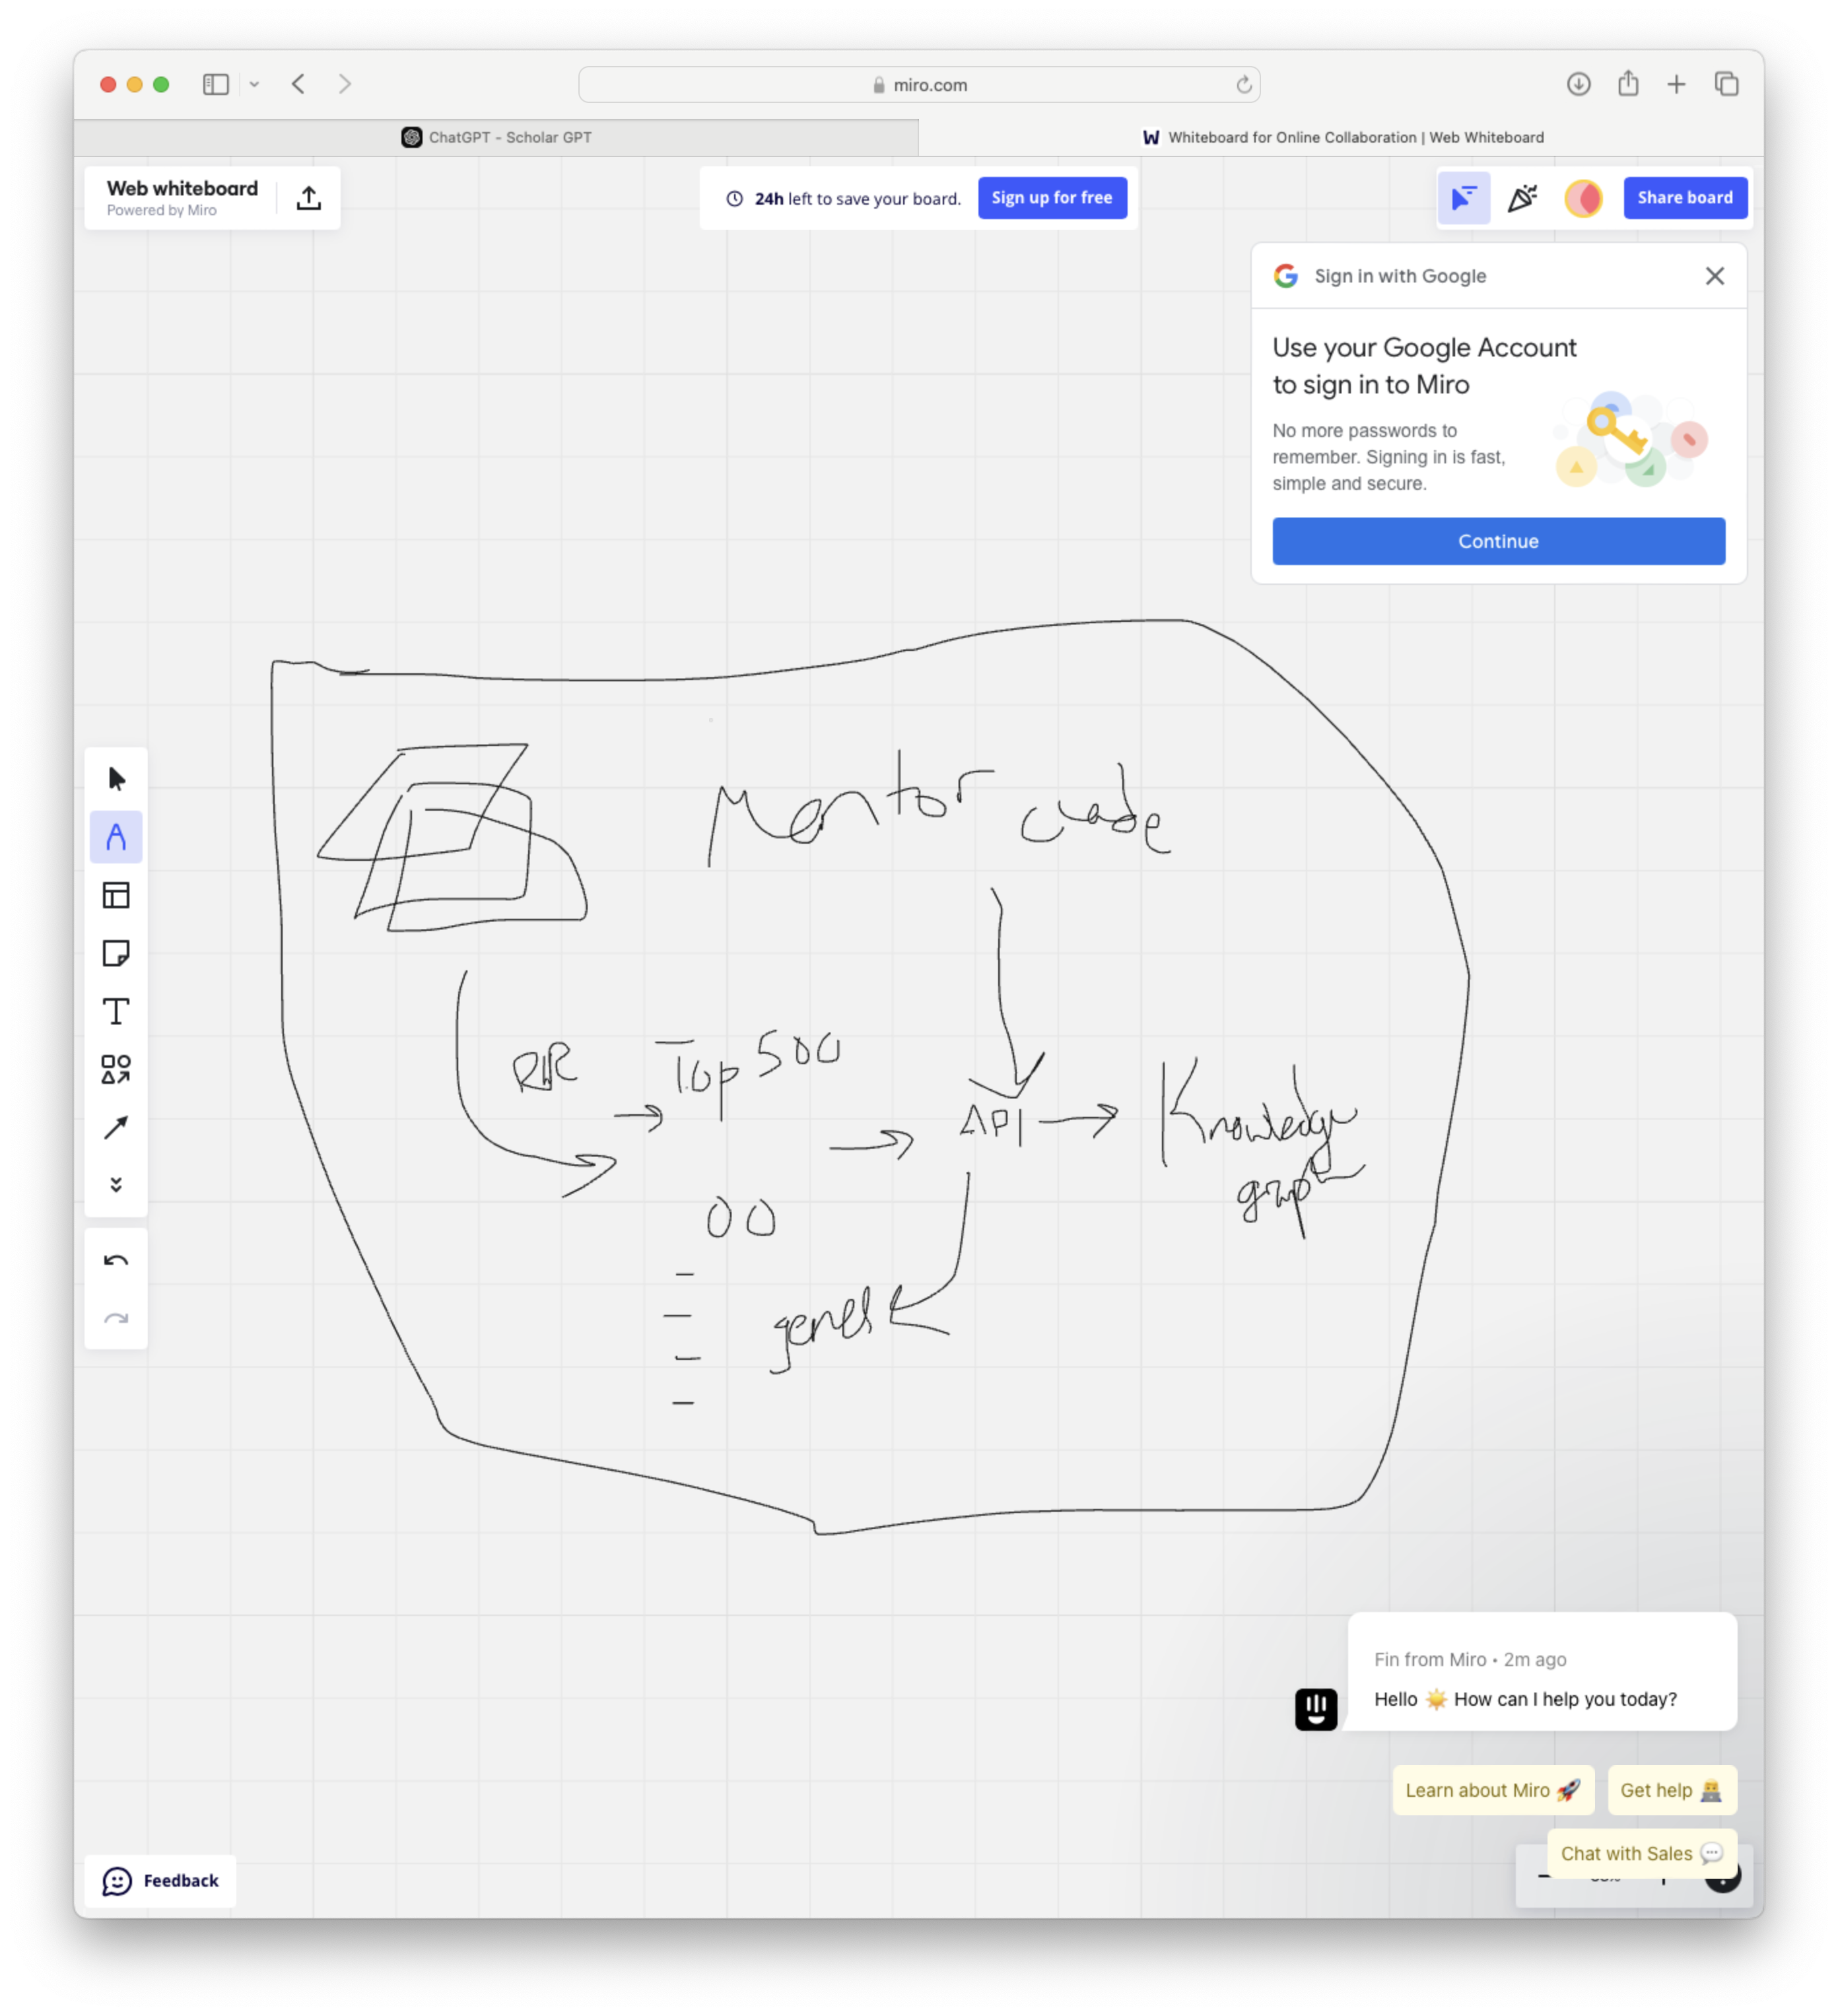 miro.com
ChatGPT - Scholar GPT
Whiteboard for Online Collaboration | Web Whiteboard
Web whiteboard
Powered by Miro
24h left to save your board.
Sign up for free
Share board
Sign in with Google
Use your Google Account
to sign in to Miro
No more passwords to
remember. Signing in is fast,
simple and secure.
Continue
Mentor
Top 500
API
Knowledge
graph
00
genes
Fin from Miro • 2m ago
Hello ☀️ How can I help you today?
Learn about Miro 🚀
Get help
Chat with Sales 💬
Feedback